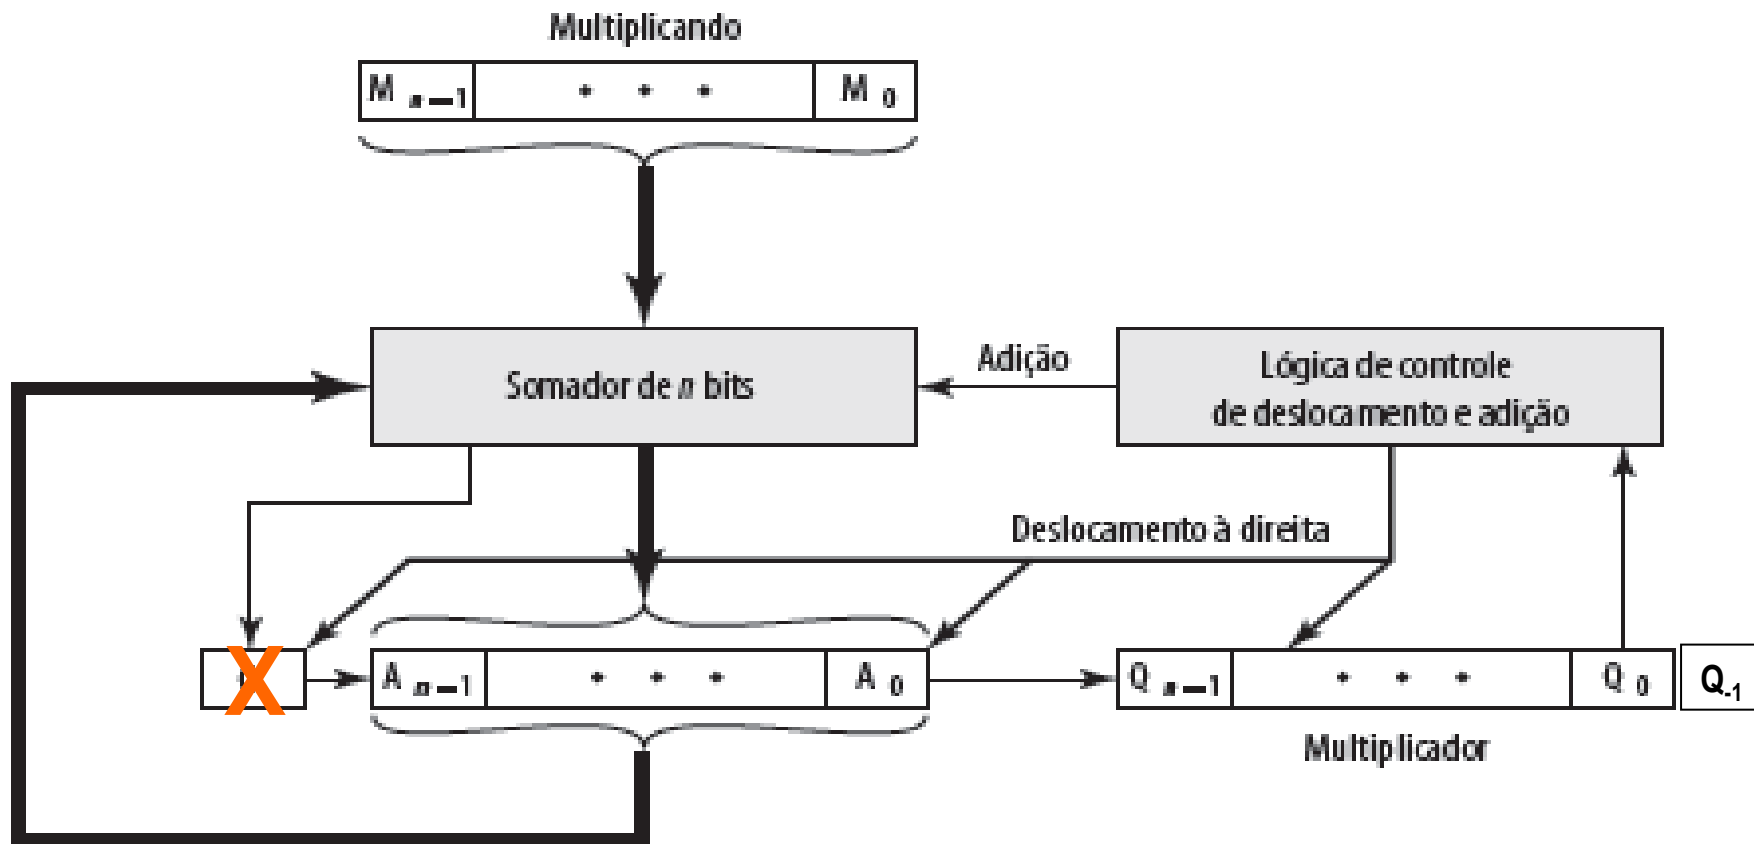 Multiplicando
M n-1 • • • M 0
Somador de n bits
Adição
Lógica de controle
de deslocamento e adição
Deslocamento à direita
X
A n-1 • • • A 0
Q n-1 • • • Q 0
Q-1
Multiplicador